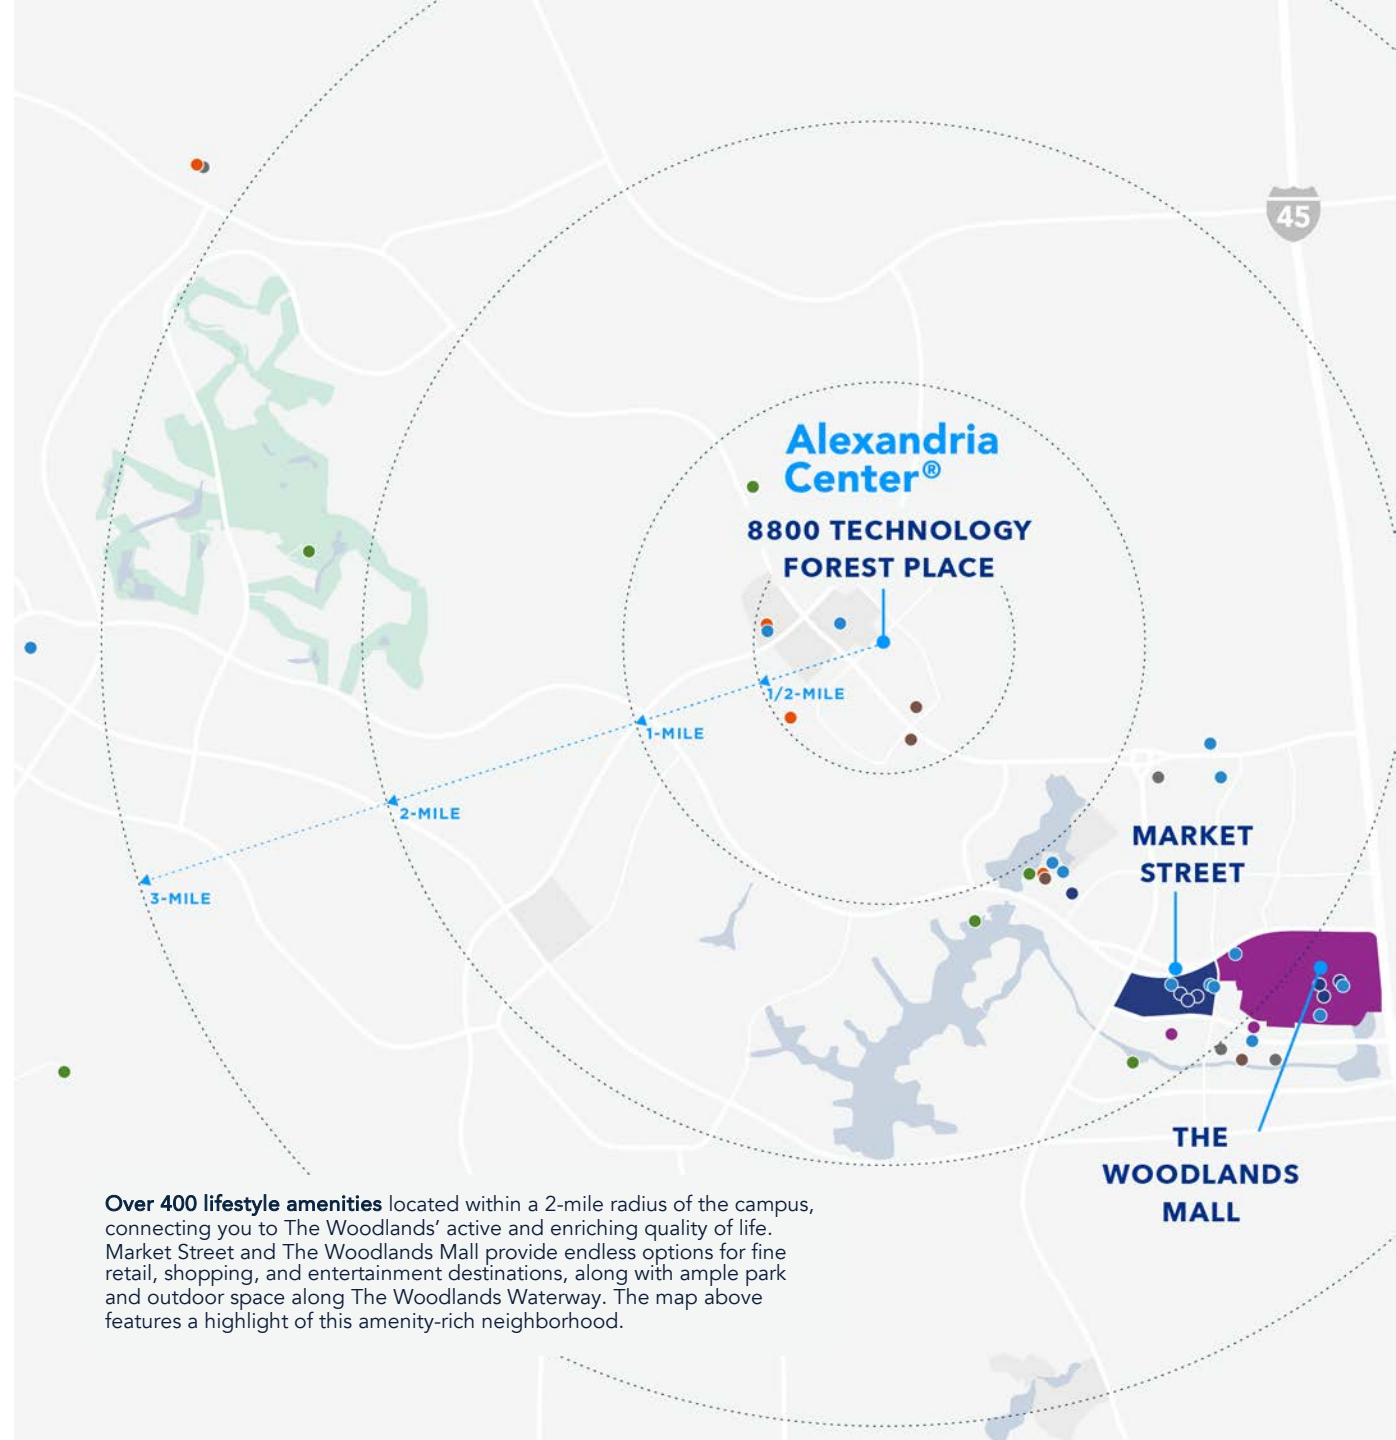 45
Alexandria
Center®
8800 TECHNOLOGY
FOREST PLACE
1/2-MILE
1-MILE
2-MILE
3-MILE
MARKET
STREET
THE
WOODLANDS
MALL
Over 400 lifestyle amenities located within a 2-mile radius of the campus,
connecting you to The Woodlands’ active and enriching quality of life.
Market Street and The Woodlands Mall provide endless options for fine
retail, shopping, and entertainment destinations, along with ample park
and outdoor space along The Woodlands Waterway. The map above
features a highlight of this amenity-rich neighborhood.